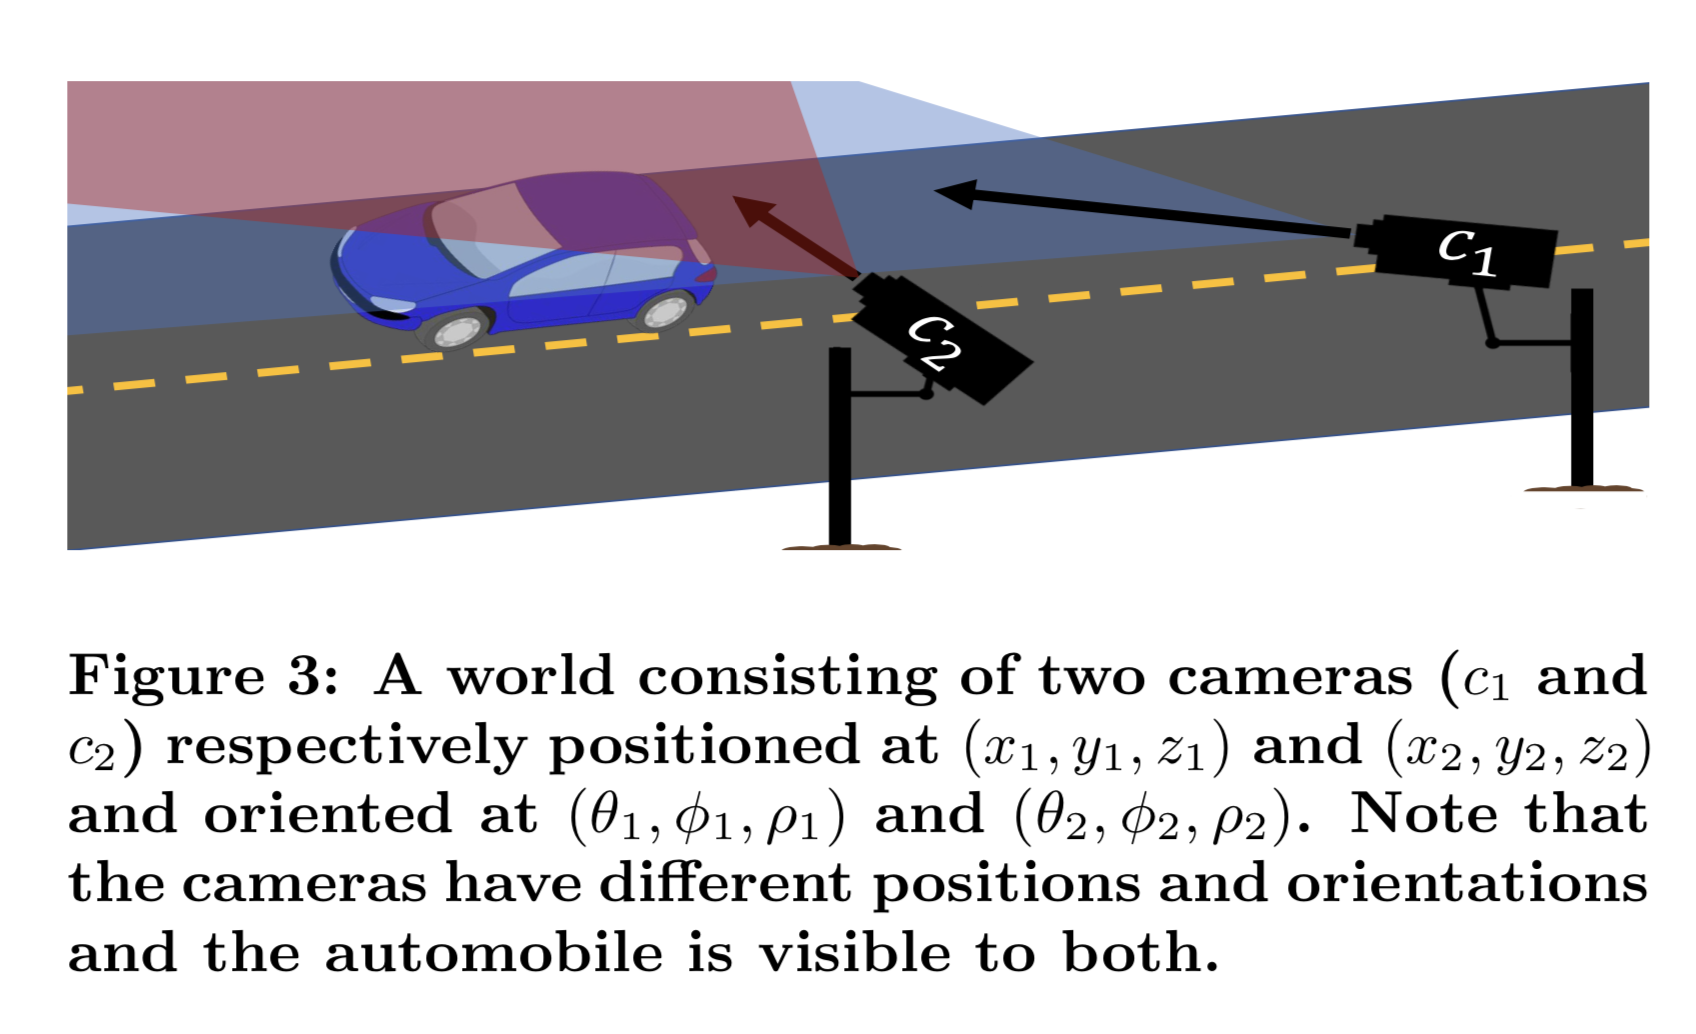 c₁
c₂
Figure 3: A world consisting of two cameras (c₁ and
c₂) respectively positioned at (x₁, y₁, z₁) and (x₂, y₂, z₂)
and oriented at (θ₁, ϕ₁, ρ₁) and (θ₂, ϕ₂, ρ₂). Note that
the cameras have different positions and orientations
and the automobile is visible to both.